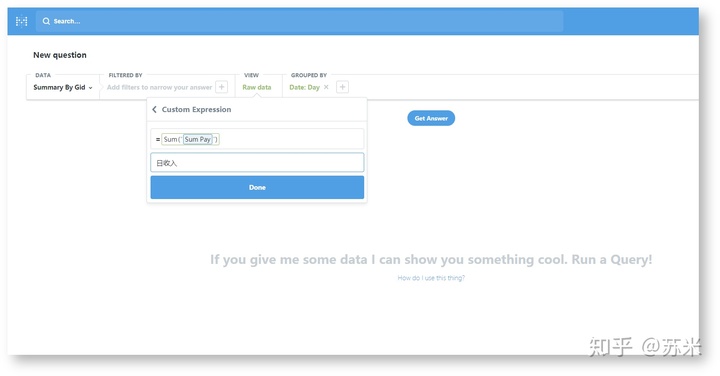 Search...
New question
DATA FILTERED BY VIEW GROUPED BY
Summary By Gid Add filters to narrow your answer Raw data Date: Day
Custom Expression
Get Answer
= Sum("Sum Pay")
日收入
Done
If you give me some data I can show you something cool. Run a Query!
How do I use this thing?
知乎 @苏米